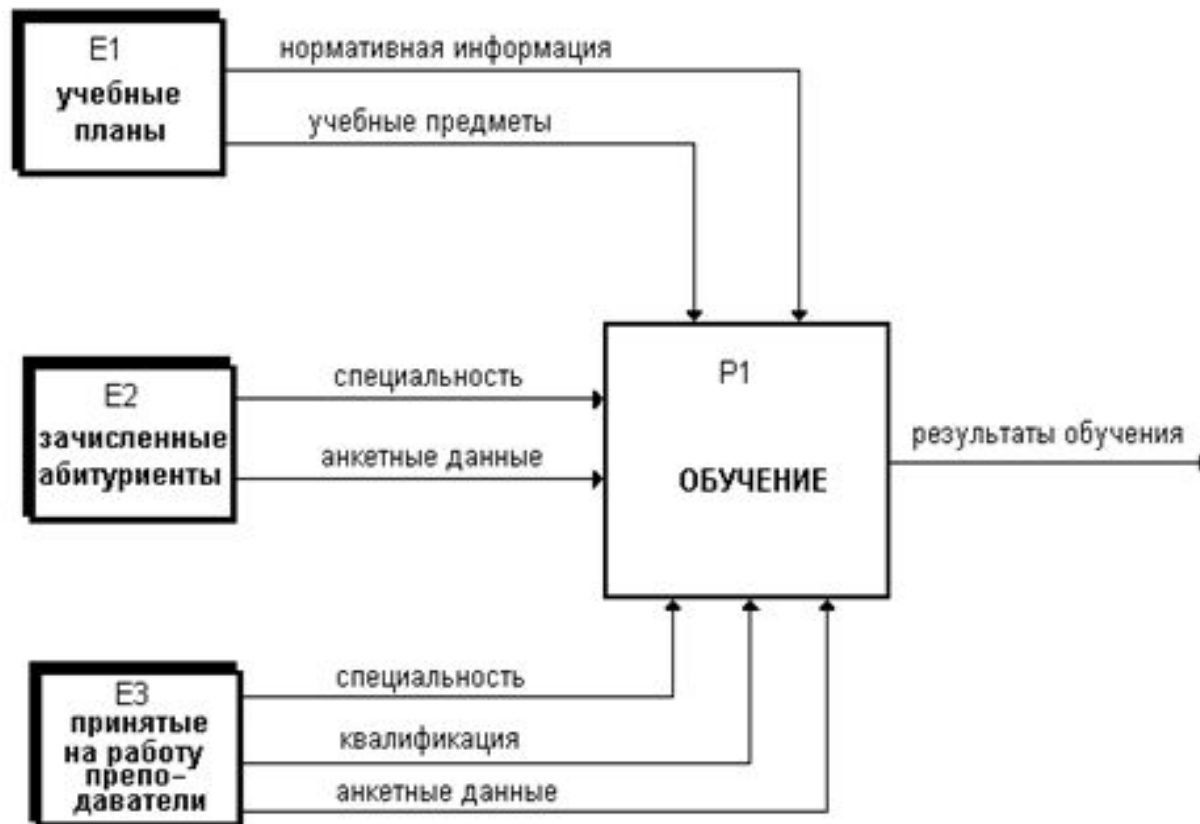 E1
учебные
планы
нормативная информация
учебные предметы
E2
зачисленные
абитуриенты
специальность
анкетные данные
P1
ОБУЧЕНИЕ
результаты обучения
E3
принятые
на работу
препо-
даватели
специальность
квалификация
анкетные данные